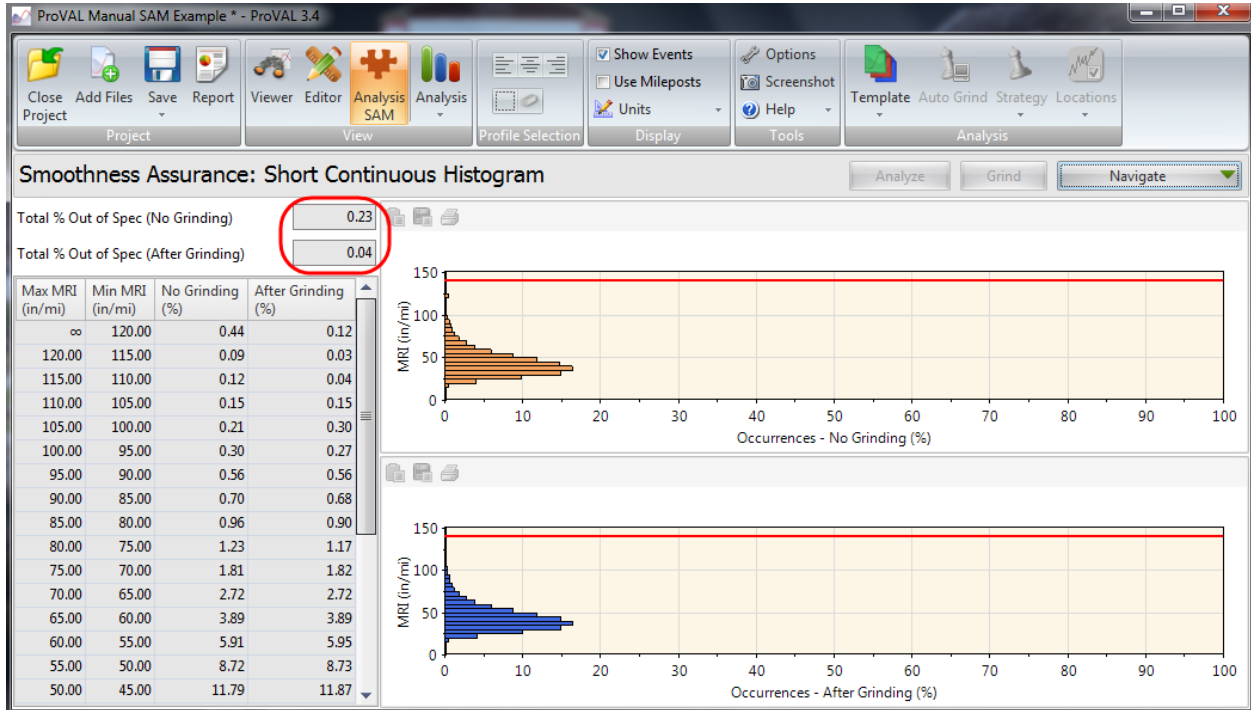 ProVAL Manual SAM Example * - ProVAL 3.4
Close Project
Add Files
Save
Report
Project
Viewer
Editor
Analysis SAM
Analysis
View
Profile Selection
Show Events
Use Mileposts
Units
Display
Options
Screenshot
Help
Tools
Template
Auto Grind
Strategy
Locations
Analysis
Smoothness Assurance: Short Continuous Histogram
Analyze
Grind
Navigate
Total % Out of Spec (No Grinding) 0.23
Total % Out of Spec (After Grinding) 0.04
Max MRI (in/mi) Min MRI (in/mi) No Grinding (%) After Grinding (%)
∞ 120.00 0.44 0.12
120.00 115.00 0.09 0.03
115.00 110.00 0.12 0.04
110.00 105.00 0.15 0.15
105.00 100.00 0.21 0.30
100.00 95.00 0.30 0.27
95.00 90.00 0.56 0.56
90.00 85.00 0.70 0.68
85.00 80.00 0.96 0.90
80.00 75.00 1.23 1.17
75.00 70.00 1.81 1.82
70.00 65.00 2.72 2.72
65.00 60.00 3.89 3.89
60.00 55.00 5.91 5.95
55.00 50.00 8.72 8.73
50.00 45.00 11.79 11.87
150
100
50
0
MRI (in/mi)
0 10 20 30 40 50 60 70 80 90 100
Occurrences - No Grinding (%)
150
100
50
0
MRI (in/mi)
0 10 20 30 40 50 60 70 80 90 100
Occurrences - After Grinding (%)